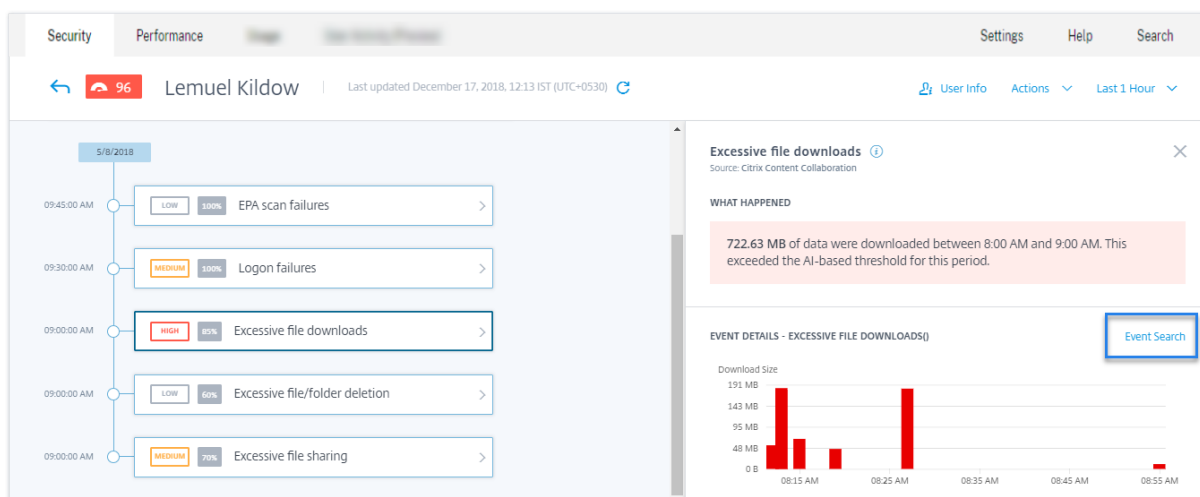 Security Performance Settings Help Search
96 Lemuel Kildow Last updated December 17, 2018, 12:13 IST (UTC+0530) User Info Actions Last 1 Hour
5/8/2018
09:45:00 AM LOW 100% EPA scan failures
09:30:00 AM MEDIUM 100% Logon failures
09:00:00 AM HIGH 85% Excessive file downloads
09:00:00 AM LOW 60% Excessive file/folder deletion
09:00:00 AM MEDIUM 70% Excessive file sharing
Excessive file downloads
Source: Citrix Content Collaboration
WHAT HAPPENED
722.63 MB of data were downloaded between 8:00 AM and 9:00 AM. This
exceeded the AI-based threshold for this period.
EVENT DETAILS - EXCESSIVE FILE DOWNLOADS() Event Search
Download Size
191 MB
143 MB
95 MB
48 MB
0 B
08:15 AM 08:25 AM 08:35 AM 08:45 AM 08:55 AM